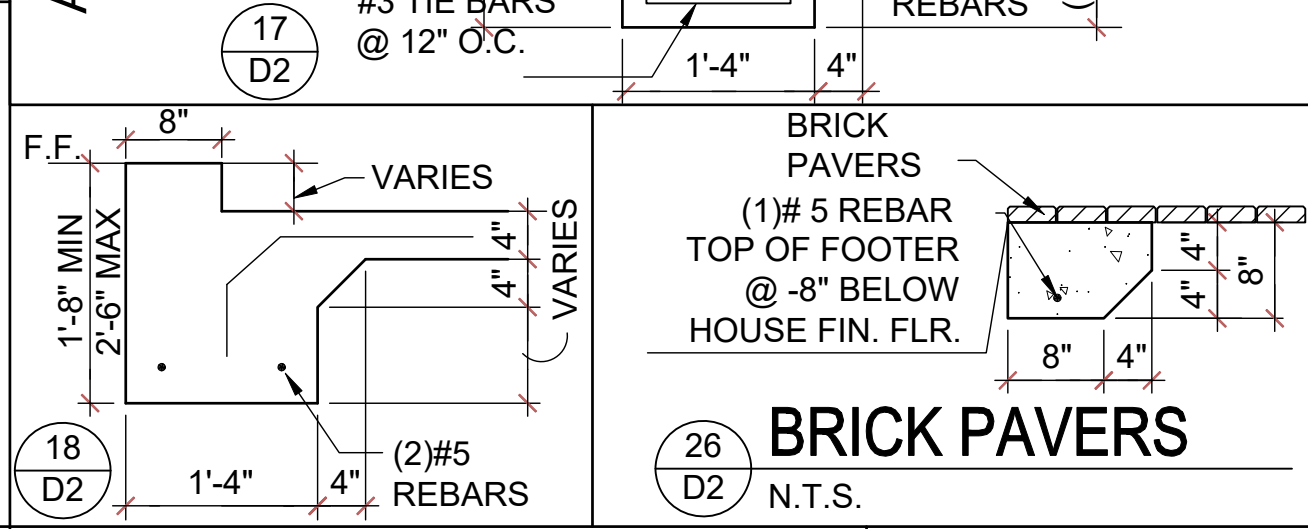 #3 TIE BARS
@ 12" O.C.
17
D2
1'-4"
4"
REBARS
8"
F.F.
VARIES
1'-8" MIN
2'-6" MAX
4"
4"
VARIES
(2)#5
REBARS
1'-4"
4"
18
D2
BRICK
PAVERS
(1)# 5 REBAR
TOP OF FOOTER
@ -8" BELOW
HOUSE FIN. FLR.
4"
4"
8"
8"
4"
26
D2
BRICK PAVERS
N.T.S.